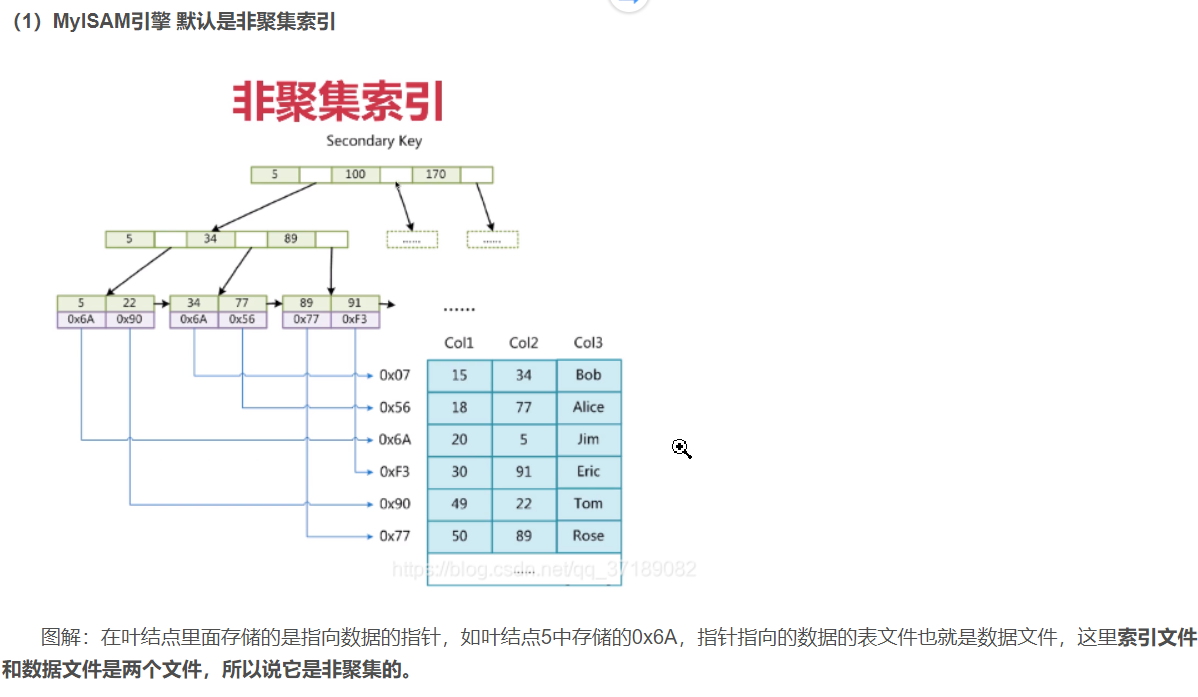 （1）MyISAM引擎 默认是非聚集索引
非聚集索引
Secondary Key
5 100 170
5 34 89
...... ......
5 22 34 77 89 91
0x6A 0x90 0x6A 0x56 0x77 0xF3
......
Col1 Col2 Col3
0x07 15 34 Bob
0x56 18 77 Alice
0x6A 20 5 Jim
0xF3 30 91 Eric
0x90 49 22 Tom
0x77 50 89 Rose
......
https://blog.csdn.net/qq_37189082
图解：在叶结点里面存储的是指向数据的指针，如叶结点5中存储的0x6A，指针指向的数据的表文件也就是数据文件，这里索引文件
和数据文件是两个文件，所以说它是非聚集的。